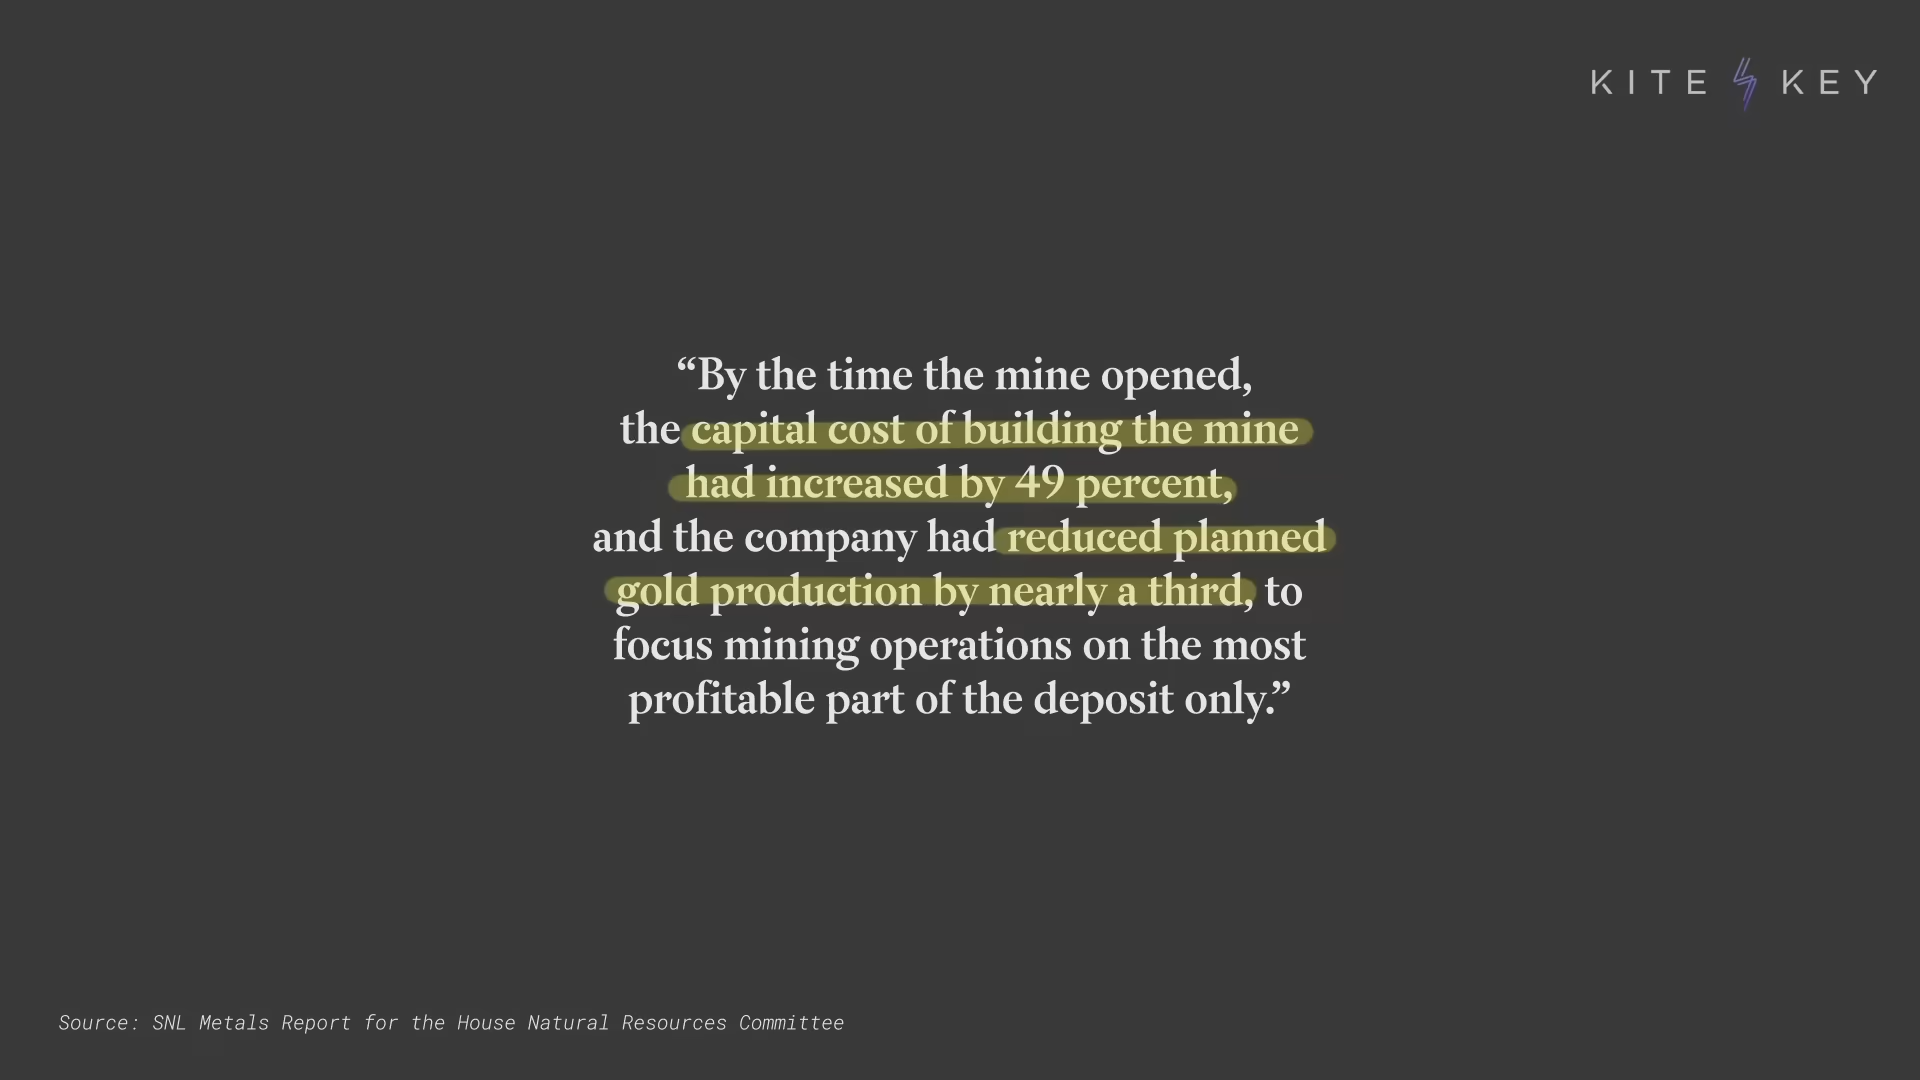 KITE KEY
“By the time the mine opened,
the capital cost of building the mine
had increased by 49 percent,
and the company had reduced planned
gold production by nearly a third, to
focus mining operations on the most
profitable part of the deposit only.”
Source: SNL Metals Report for the House Natural Resources Committee